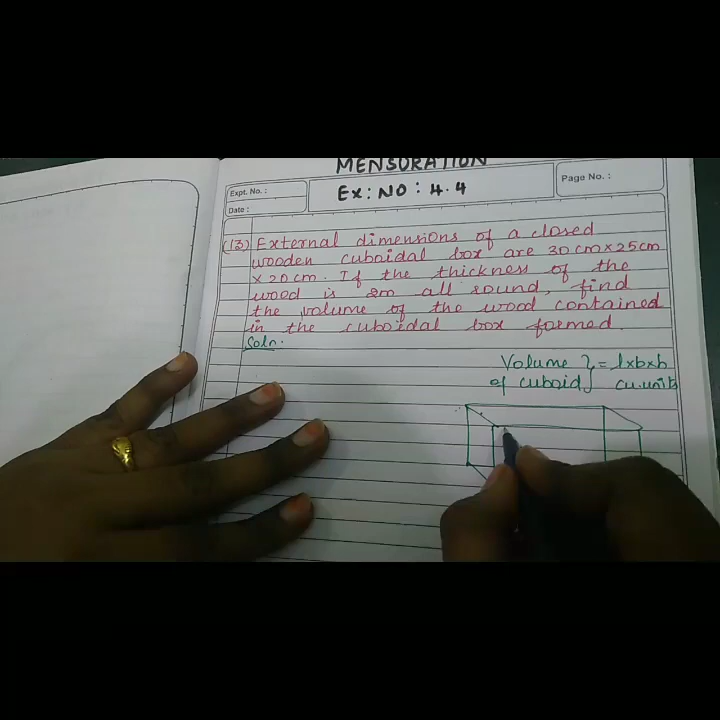 MENSURATION
Expt. No. :
Date :
Ex: NO : 4.4
Page No. :
(13) External dimensions of a closed
wooden cuboidal box are 30cm×25cm
×20cm. If the thickness of the
wood is 2m all round, find
the volume of the wood contained
in the cuboidal box formed.
Soln:
Volume } = l×b×h
of cuboid } cu.units